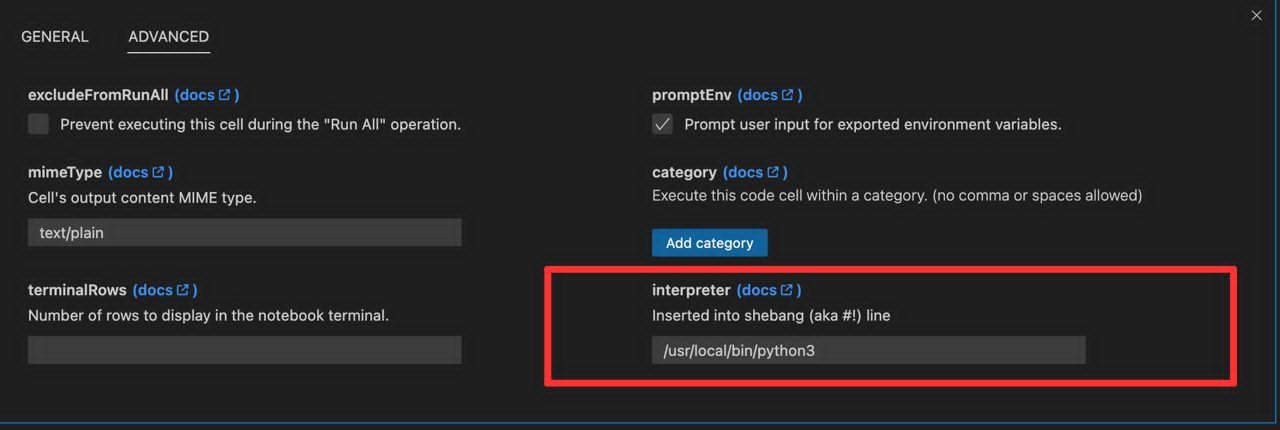 GENERAL ADVANCED
excludeFromRunAll (docs)
Prevent executing this cell during the "Run All" operation.
promptEnv (docs)
Prompt user input for exported environment variables.
mimeType (docs)
Cell's output content MIME type.
text/plain
category (docs)
Execute this code cell within a category. (no comma or spaces allowed)
Add category
terminalRows (docs)
Number of rows to display in the notebook terminal.
interpreter (docs)
Inserted into shebang (aka #!) line
/usr/local/bin/python3